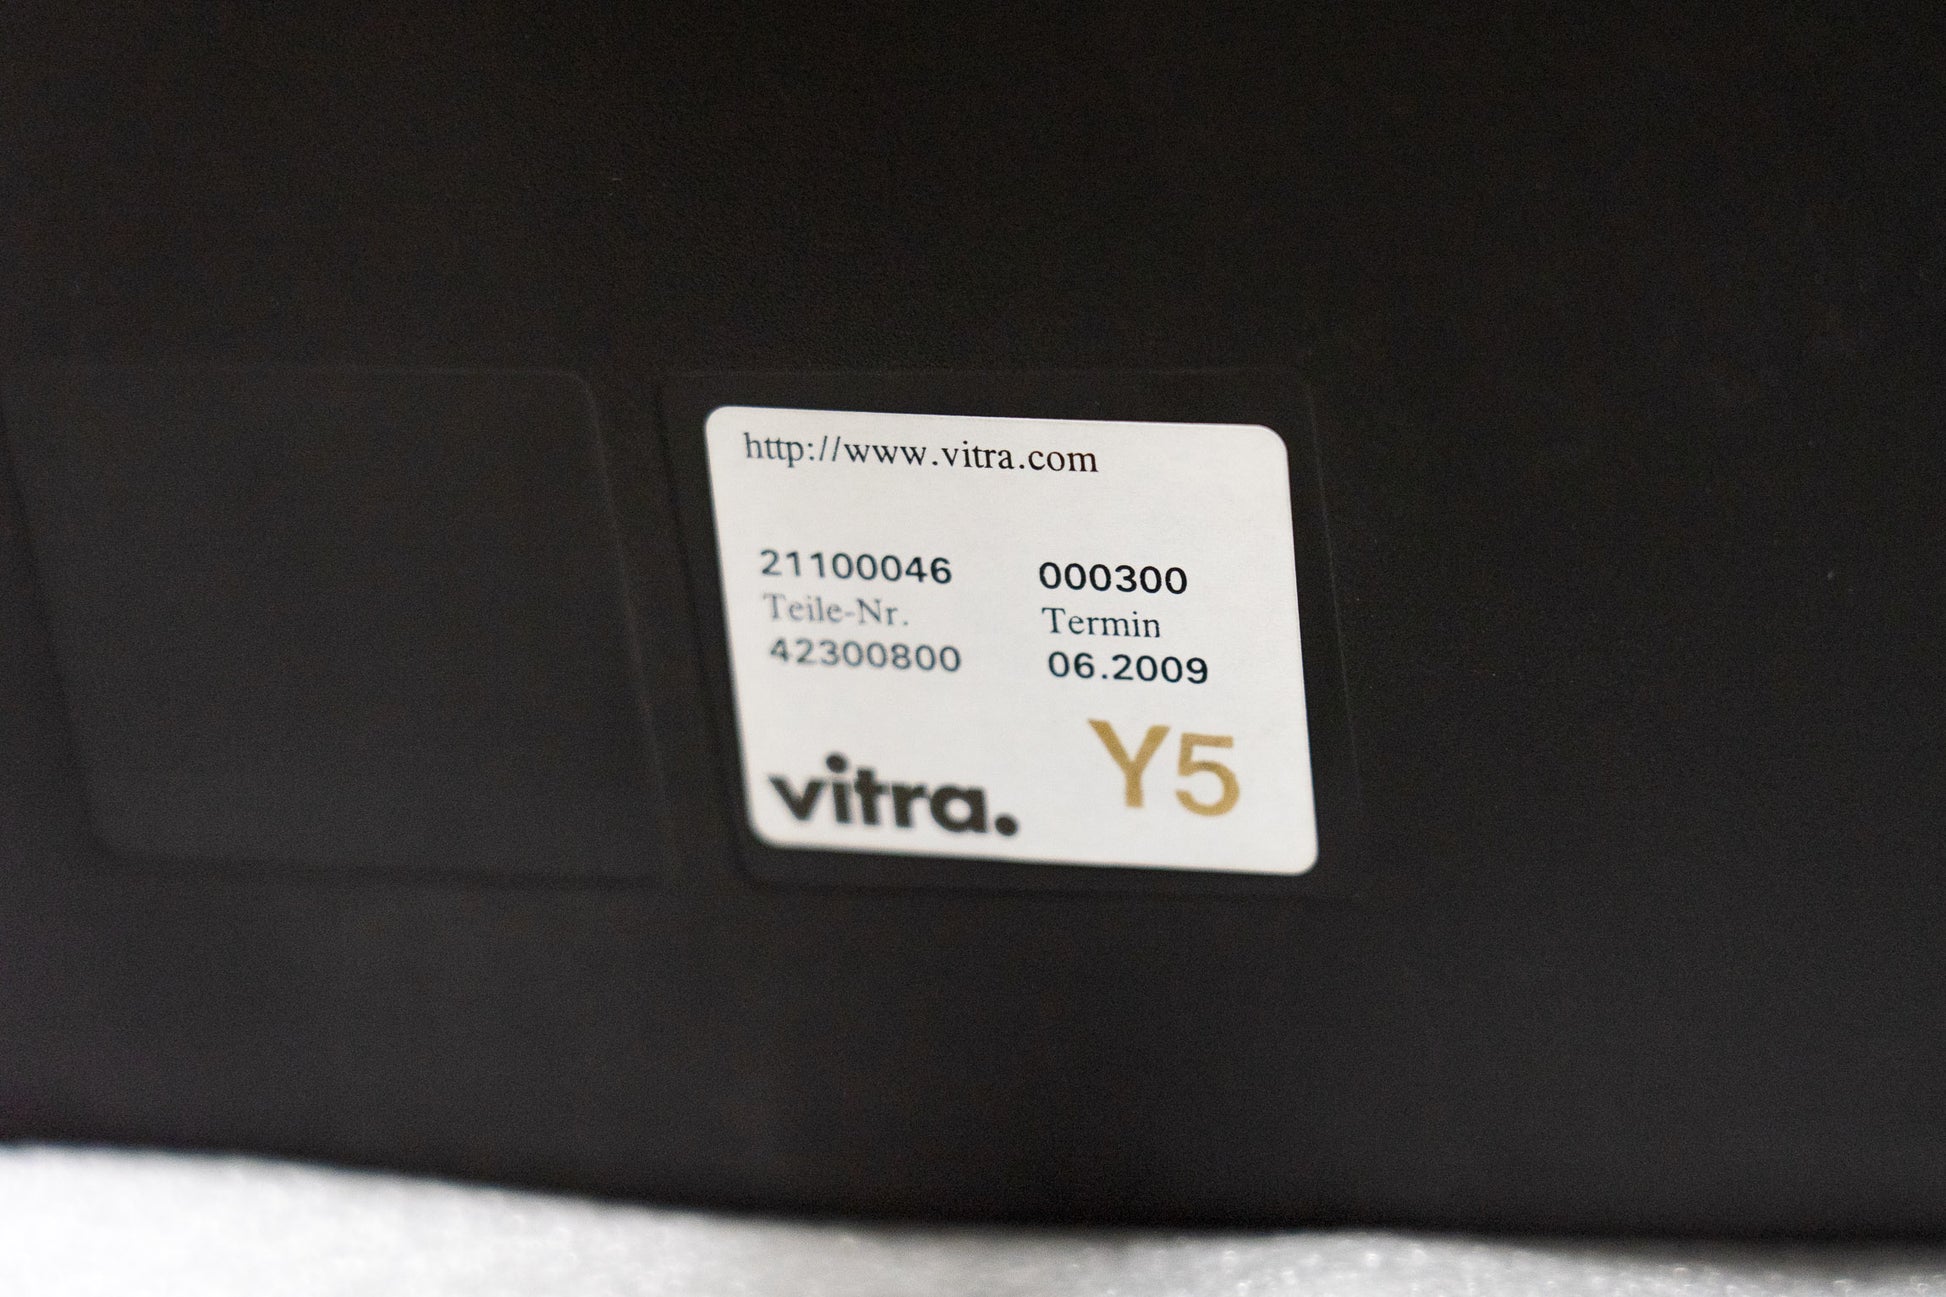 http://www.vitra.com
21100046 000300
Teile-Nr. Termin
42300800 06.2009
Y5
vitra.